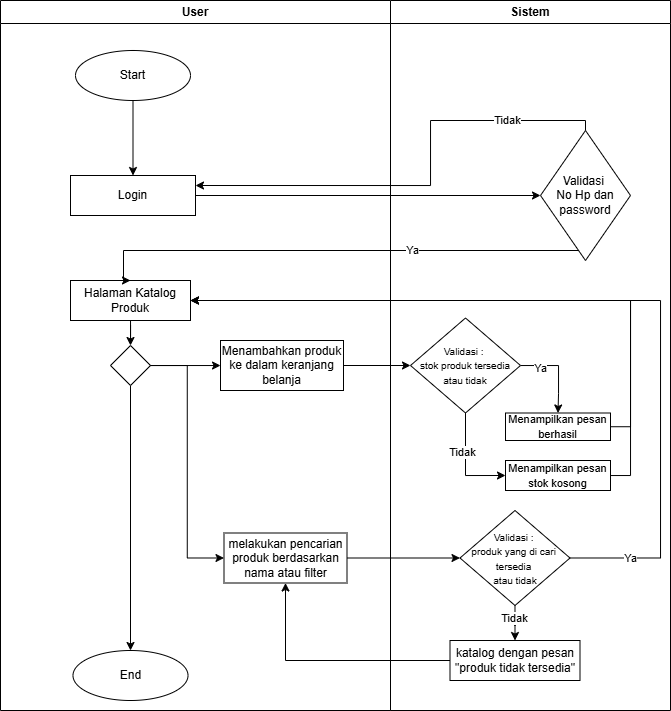 User
Sistem
Start
Tidak
Login
Validasi
No Hp dan
password
Ya
Halaman Katalog
Produk
Menambahkan produk
ke dalam keranjang
belanja
Validasi :
stok produk tersedia
atau tidak
Ya
Menampilkan pesan
berhasil
Tidak
Menampilkan pesan
stok kosong
melakukan pencarian
produk berdasarkan
nama atau filter
Validasi :
produk yang di cari
tersedia
atau tidak
Ya
Tidak
katalog dengan pesan
"produk tidak tersedia"
End